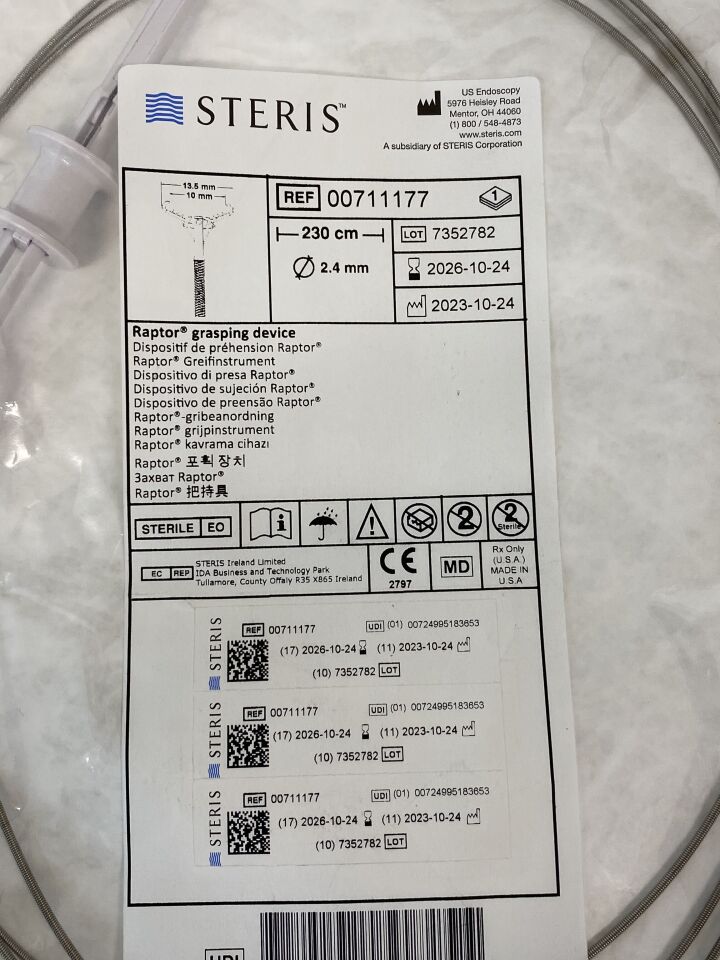 STERIS™
US Endoscopy
5976 Heisley Road
Mentor, OH 44060
(1) 800 / 548-4873
www.steris.com
A subsidiary of STERIS Corporation
13.5 mm
10 mm
REF 00711177
1
230 cm
2.4 mm
LOT 7352782
2026-10-24
2023-10-24
Raptor® grasping device
Dispositif de préhension Raptor®
Raptor® Greifinstrument
Dispositivo di presa Raptor®
Dispositivo de sujeción Raptor®
Dispositivo de preensão Raptor®
Raptor®-gribeanordning
Raptor® grijpinstrument
Raptor® kavrama cihazı
Raptor® 포획 장치
Захват Raptor®
Raptor® 把持具
STERILE EO
i
2
2
Sterile
EC REP
STERIS Ireland Limited
IDA Business and Technology Park
Tullamore, County Offaly R35 X865 Ireland
CE
2797
MD
Rx Only
(U.S.A.)
MADE IN
U.S.A
STERIS
REF 00711177 UDI (01) 00724995183653
(17) 2026-10-24 (11) 2023-10-24
(10) 7352782 LOT
STERIS
REF 00711177 UDI (01) 00724995183653
(17) 2026-10-24 (11) 2023-10-24
(10) 7352782 LOT
STERIS
REF 00711177 UDI (01) 00724995183653
(17) 2026-10-24 (11) 2023-10-24
(10) 7352782 LOT
UDI